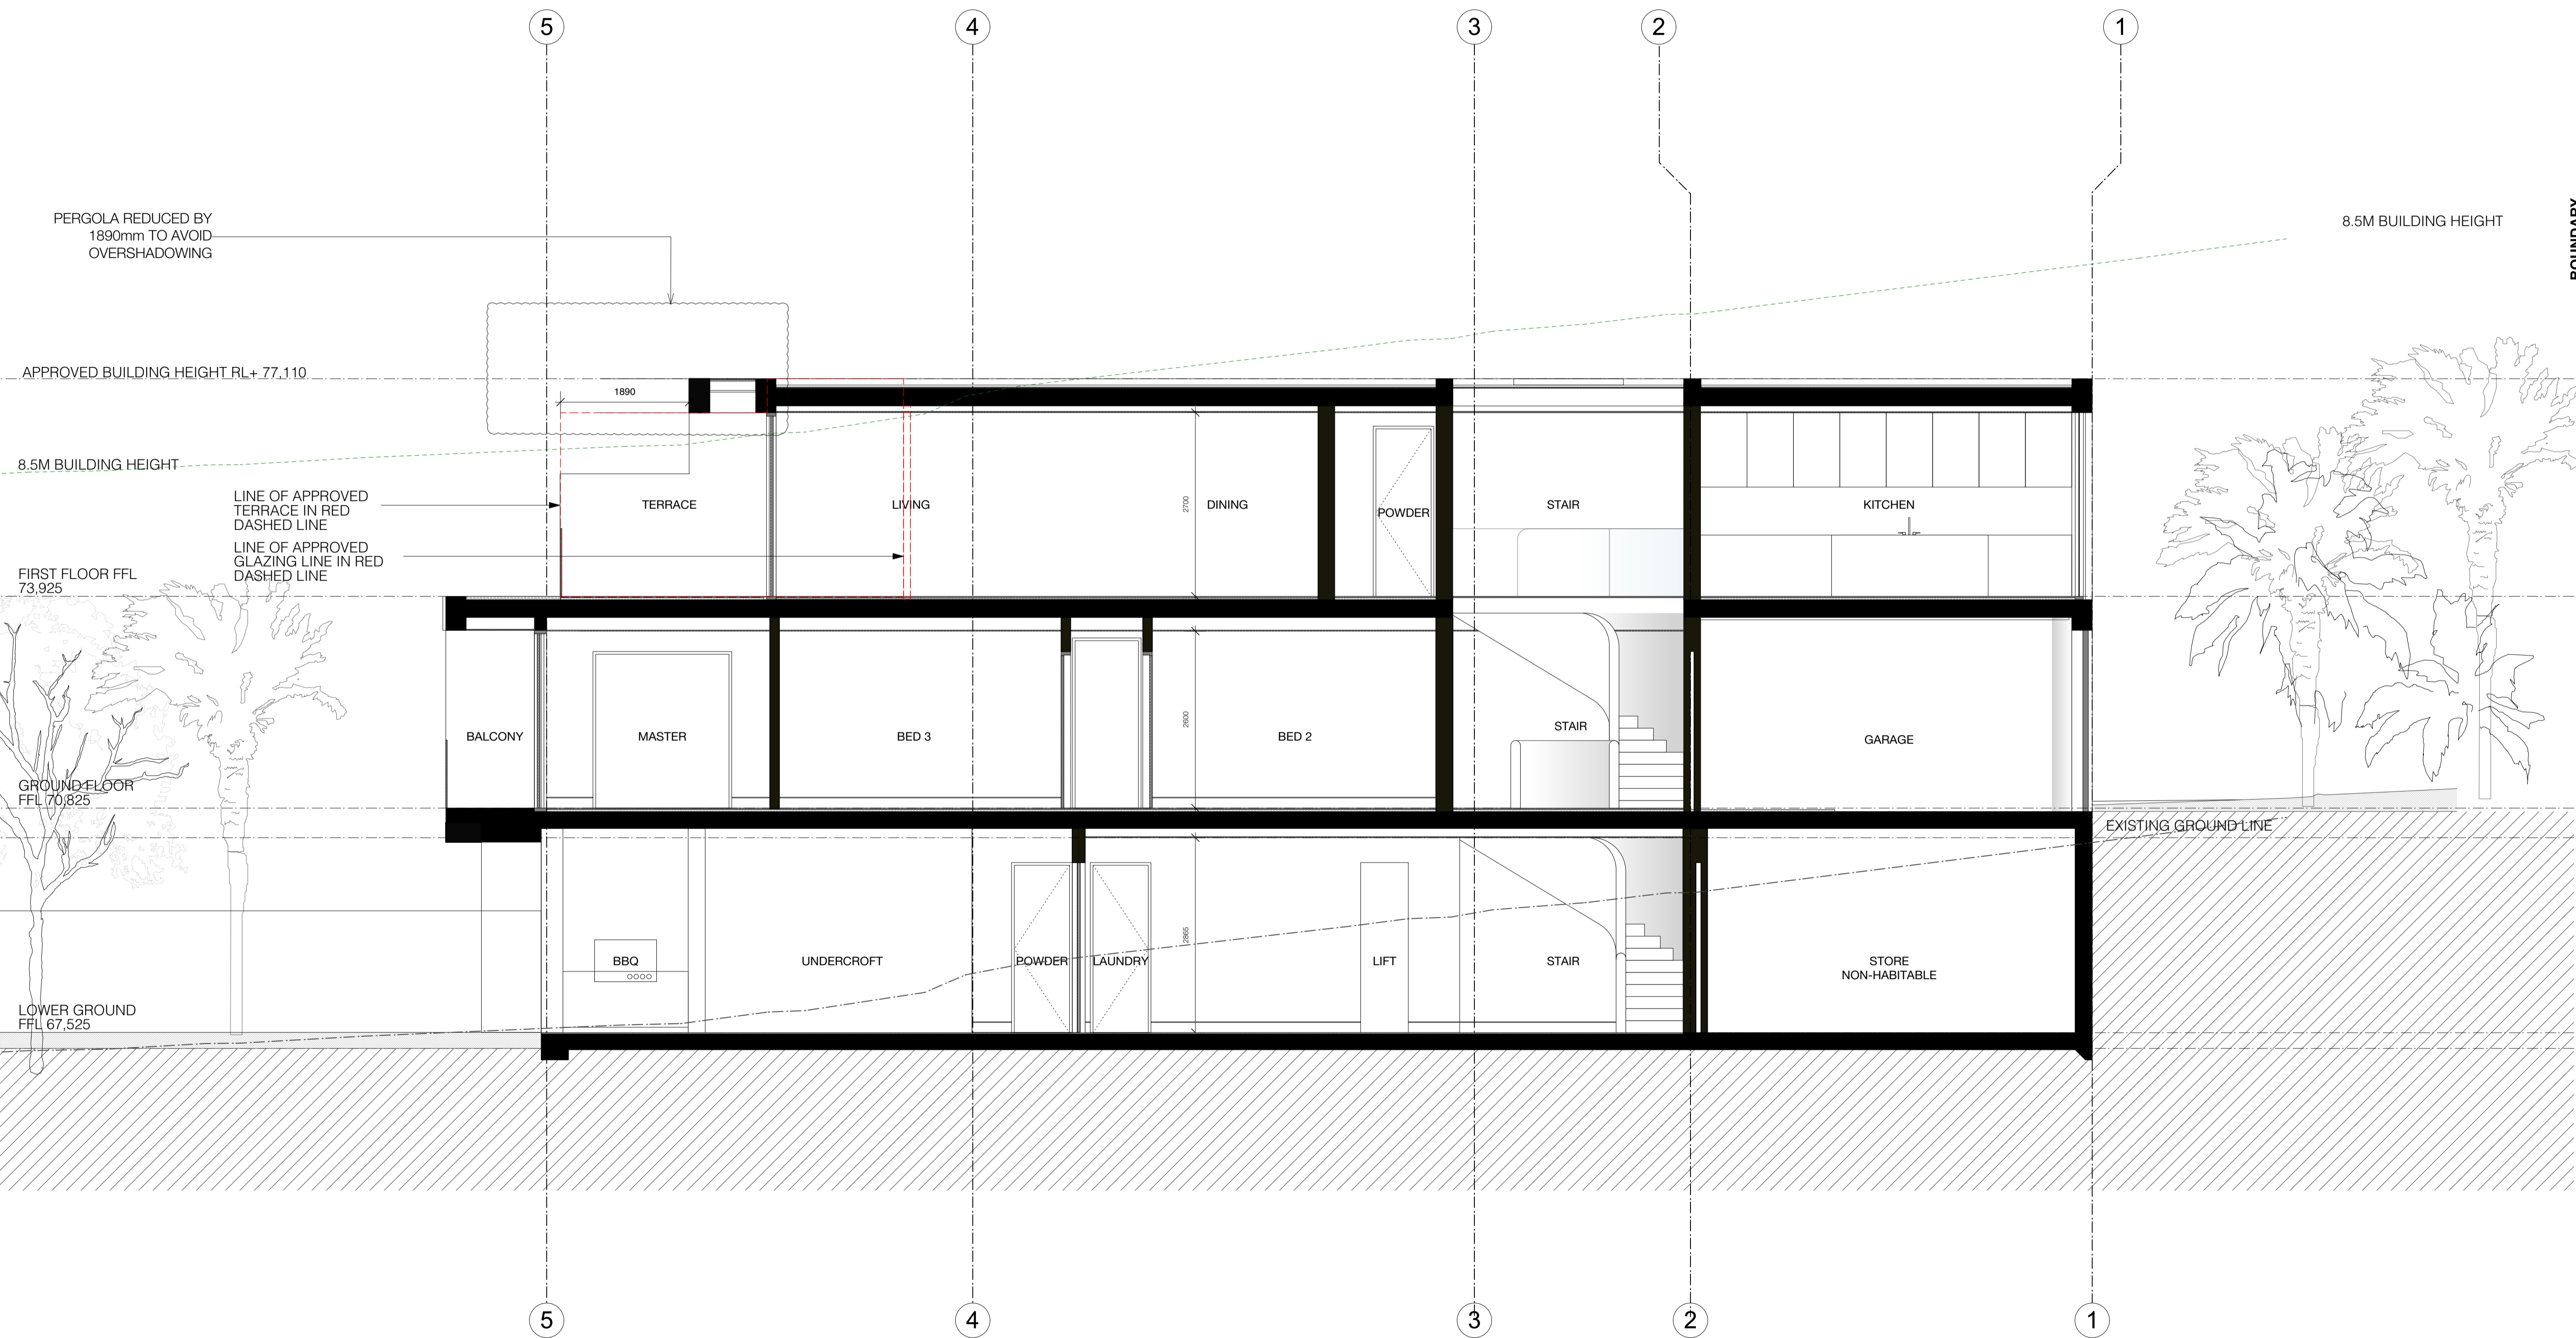 5
4
3
2
1
PERGOLA REDUCED BY
1890mm TO AVOID
OVERSHADOWING
8.5M BUILDING HEIGHT
BOUNDARY
APPROVED BUILDING HEIGHT RL+ 77,110
1890
8.5M BUILDING HEIGHT
LINE OF APPROVED
TERRACE IN RED
DASHED LINE
TERRACE
LIVING
2700
DINING
POWDER
STAIR
KITCHEN
LINE OF APPROVED
GLAZING LINE IN RED
DASHED LINE
FIRST FLOOR FFL
73,925
BALCONY
MASTER
BED 3
2600
BED 2
STAIR
GARAGE
GROUND FLOOR
FFL 70,825
EXISTING GROUND LINE
BBQ
UNDERCROFT
POWDER
LAUNDRY
2865
LIFT
STAIR
STORE
NON-HABITABLE
LOWER GROUND
FFL 67,525
5
4
3
2
1